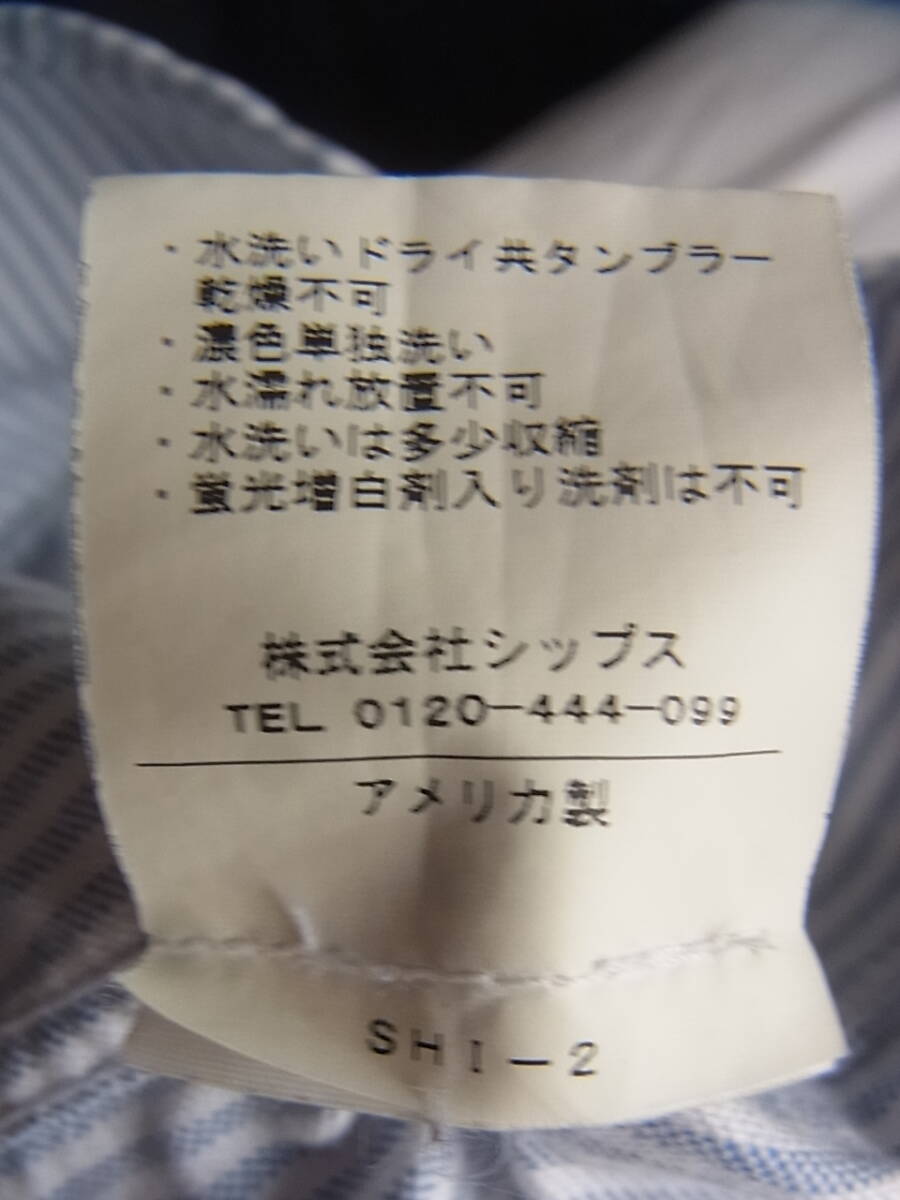 ・水洗いドライ共タンブラー
乾燥不可
・濃色単独洗い
・水濡れ放置不可
・水洗いは多少収縮
・蛍光増白剤入り洗剤は不可
株式会社シップス
TEL 0120-444-099
アメリカ製
SHI-2